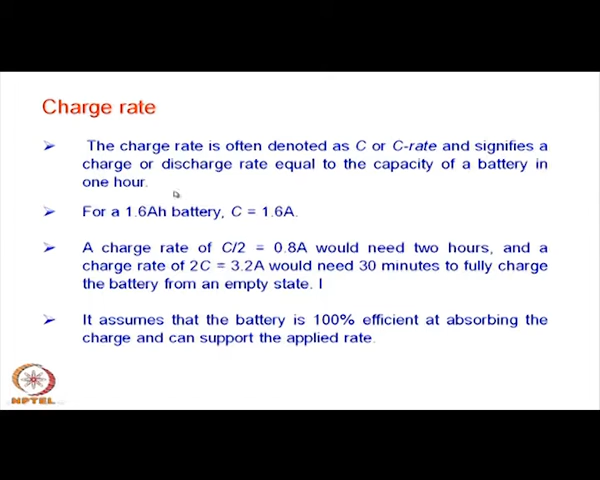 Charge rate
➢ The charge rate is often denoted as C or C-rate and signifies a
charge or discharge rate equal to the capacity of a battery in
one hour.
➢ For a 1.6Ah battery, C = 1.6A.
➢ A charge rate of C/2 = 0.8A would need two hours, and a
charge rate of 2C = 3.2A would need 30 minutes to fully charge
the battery from an empty state. I
➢ It assumes that the battery is 100% efficient at absorbing the
charge and can support the applied rate.
NPTEL